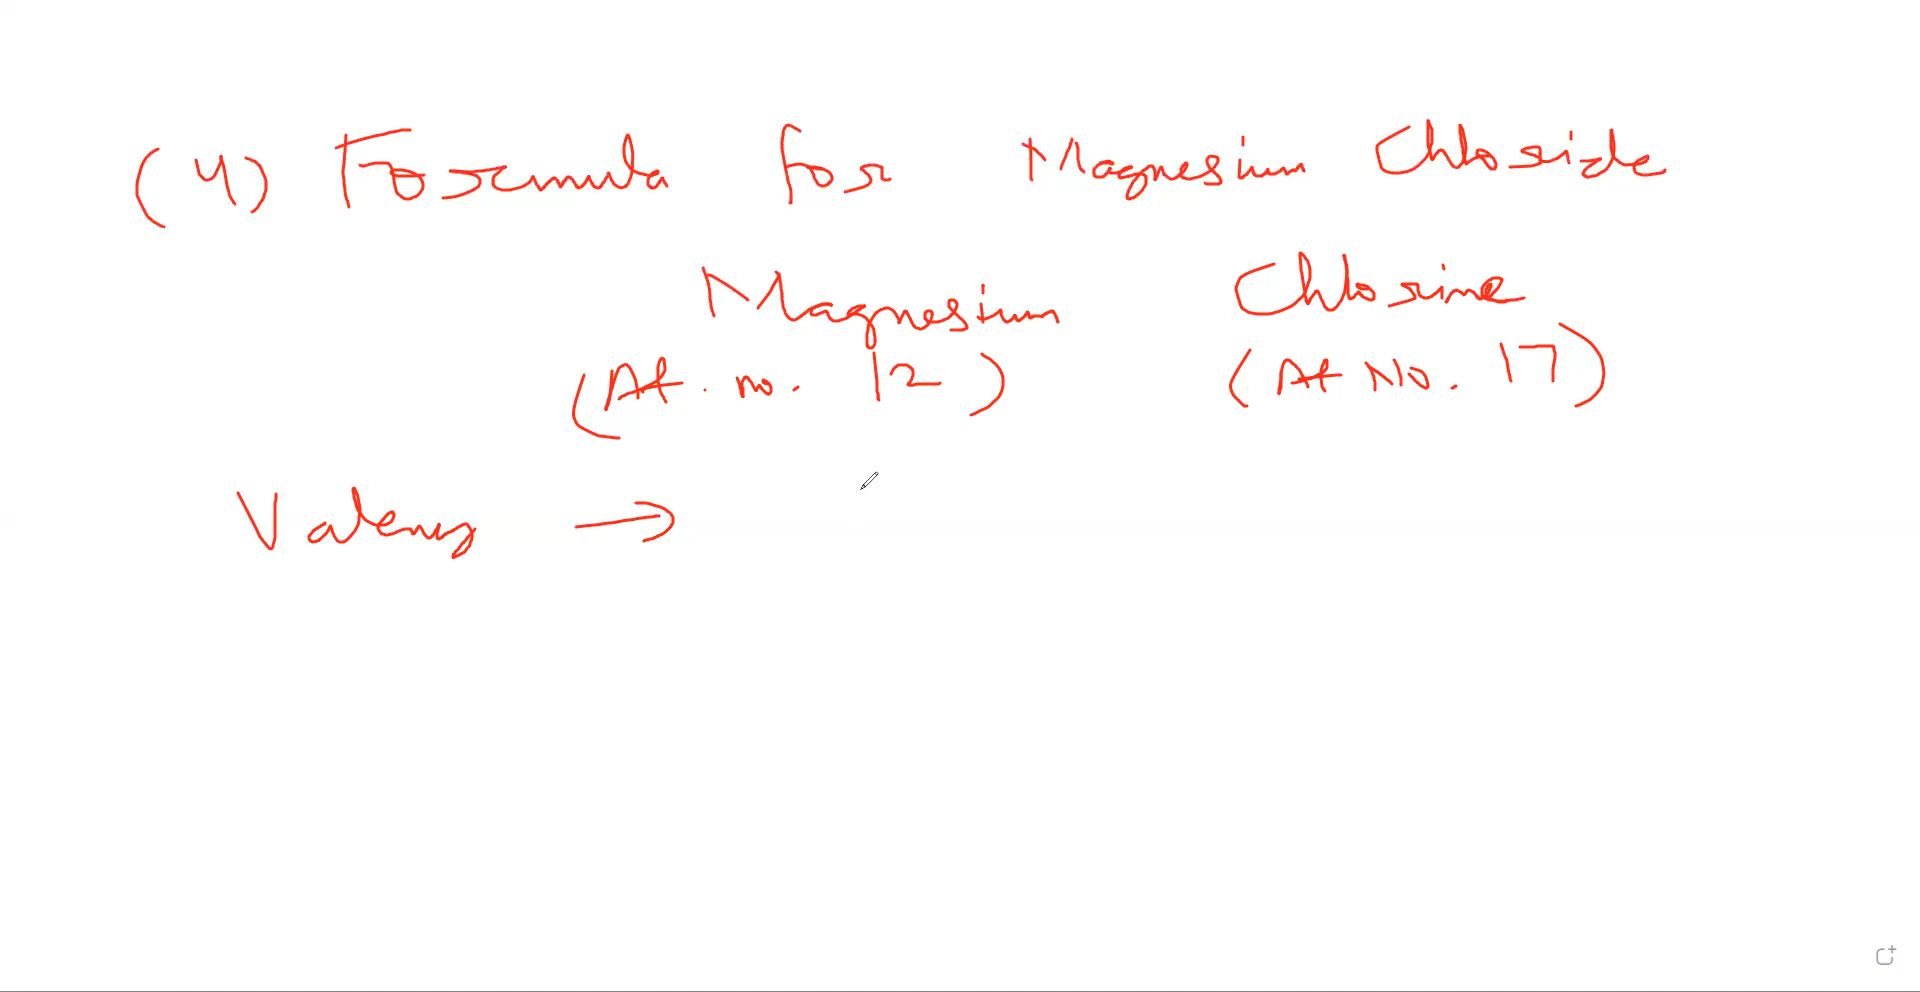 (4) Formula for Magnesium Chloride
Magnesium Chlorine
(At. no. 12) (At No. 17)
Valency →